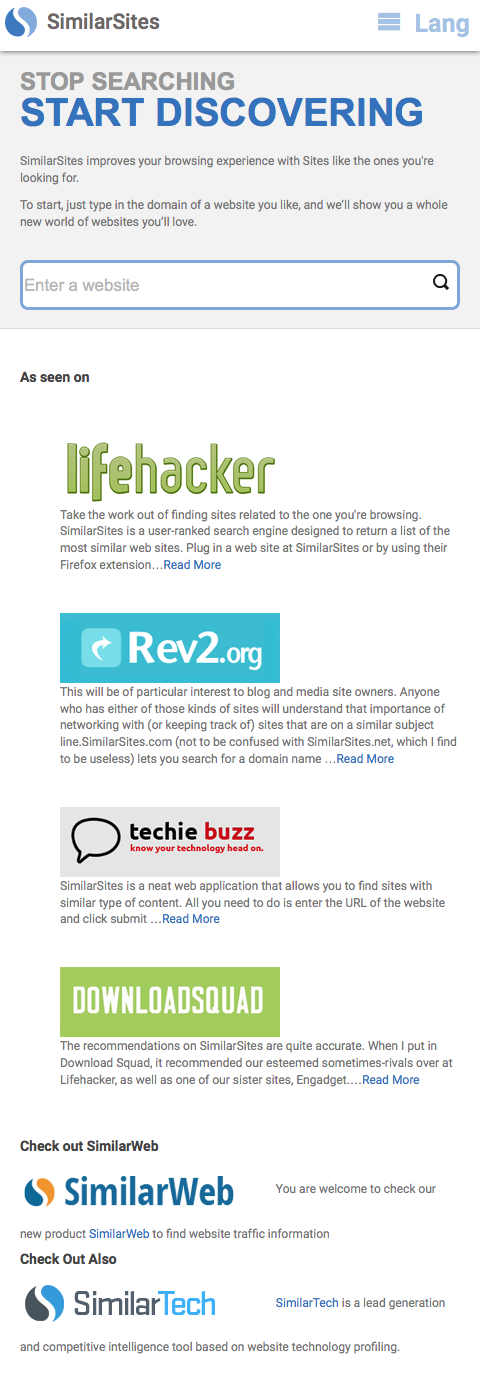 SimilarSites
Lang
STOP SEARCHING
START DISCOVERING
SimilarSites improves your browsing experience with Sites like the ones you're
looking for.
To start, just type in the domain of a website you like, and we'll show you a whole
new world of websites you'll love.
Enter a website
As seen on
lifehacker
Take the work out of finding sites related to the one you're browsing.
SimilarSites is a user-ranked search engine designed to return a list of the
most similar web sites. Plug in a web site at SimilarSites or by using their
Firefox extension…Read More
Rev2.org
This will be of particular interest to blog and media site owners. Anyone
who has either of those kinds of sites will understand that importance of
networking with (or keeping track of) sites that are on a similar subject
line.SimilarSites.com (not to be confused with SimilarSites.net, which I find
to be useless) lets you search for a domain name …Read More
techie buzz
know your technology head on.
SimilarSites is a neat web application that allows you to find sites with
similar type of content. All you need to do is enter the URL of the website
and click submit …Read More
DOWNLOADSQUAD
The recommendations on SimilarSites are quite accurate. When I put in
Download Squad, it recommended our esteemed sometimes-rivals over at
Lifehacker, as well as one of our sister sites, Engadget.…Read More
Check out SimilarWeb
SimilarWeb
You are welcome to check our
new product SimilarWeb to find website traffic information
Check Out Also
SimilarTech
SimilarTech is a lead generation
and competitive intelligence tool based on website technology profiling.